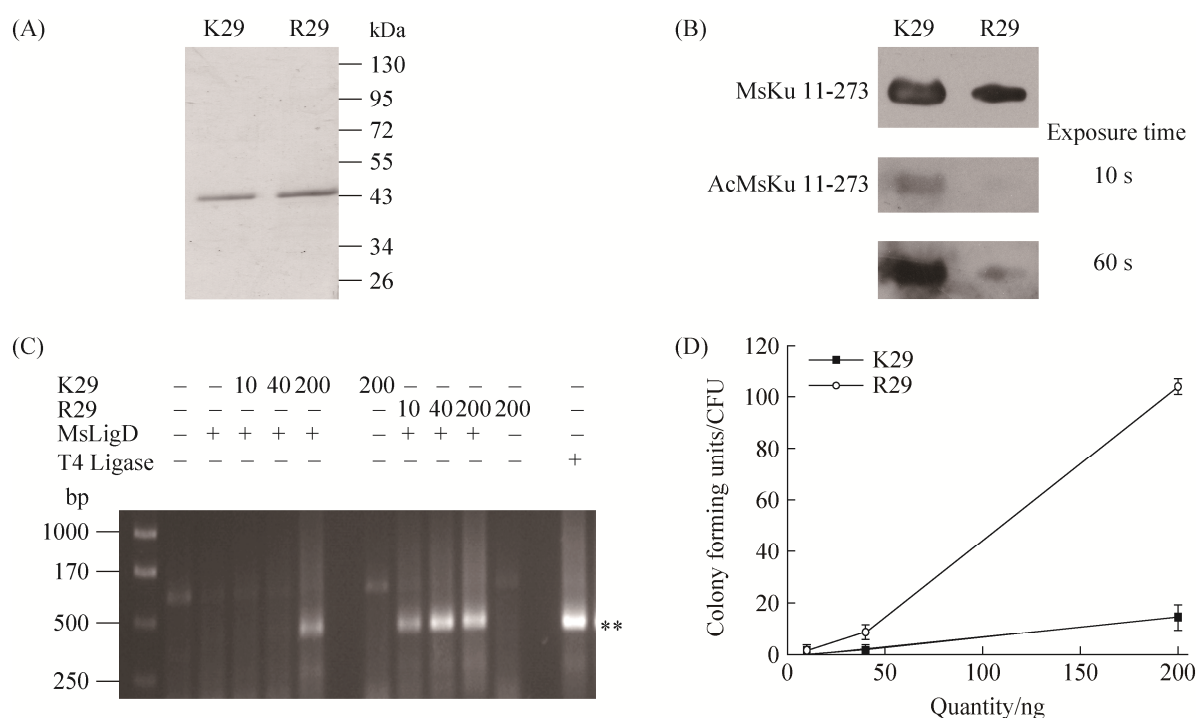 (A)
K29 R29 kDa
130
95
72
55
43
34
26
(B)
K29 R29
MsKu 11-273
Exposure time
AcMsKu 11-273 10 s
60 s
(C)
K29 – – 10 40 200 200 – – – – –
R29 – – – – – – 10 40 200 200 –
MsLigD – + + + + – + + + – –
T4 Ligase – – – – – – – – – – +
bp
1000
170
500 **
250
(D)
K29
R29
Colony forming units/CFU
120
100
80
60
40
20
0
0 50 100 150 200
Quantity/ng